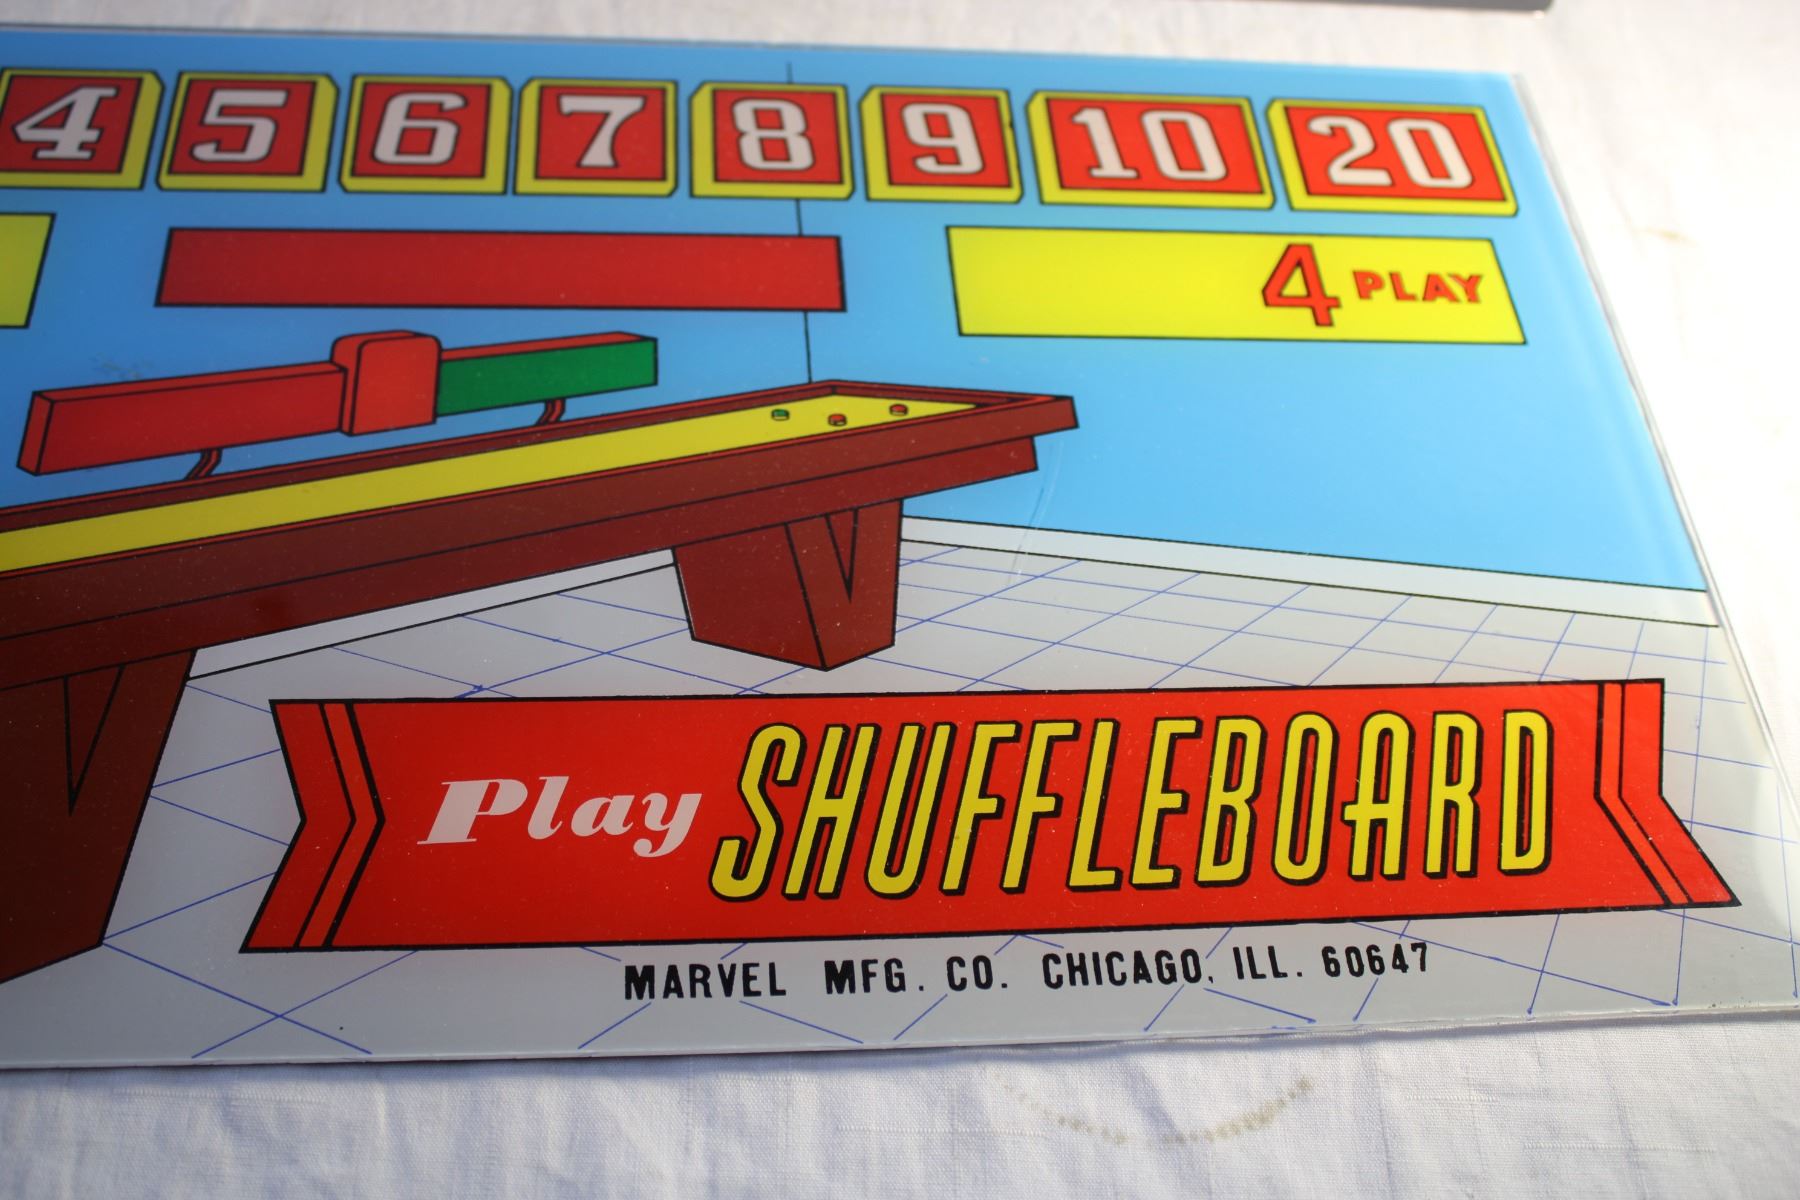 4 5 6 7 8 9 10 20
4 PLAY
Play SHUFFLEBOARD
MARVEL MFG. CO. CHICAGO, ILL. 60647